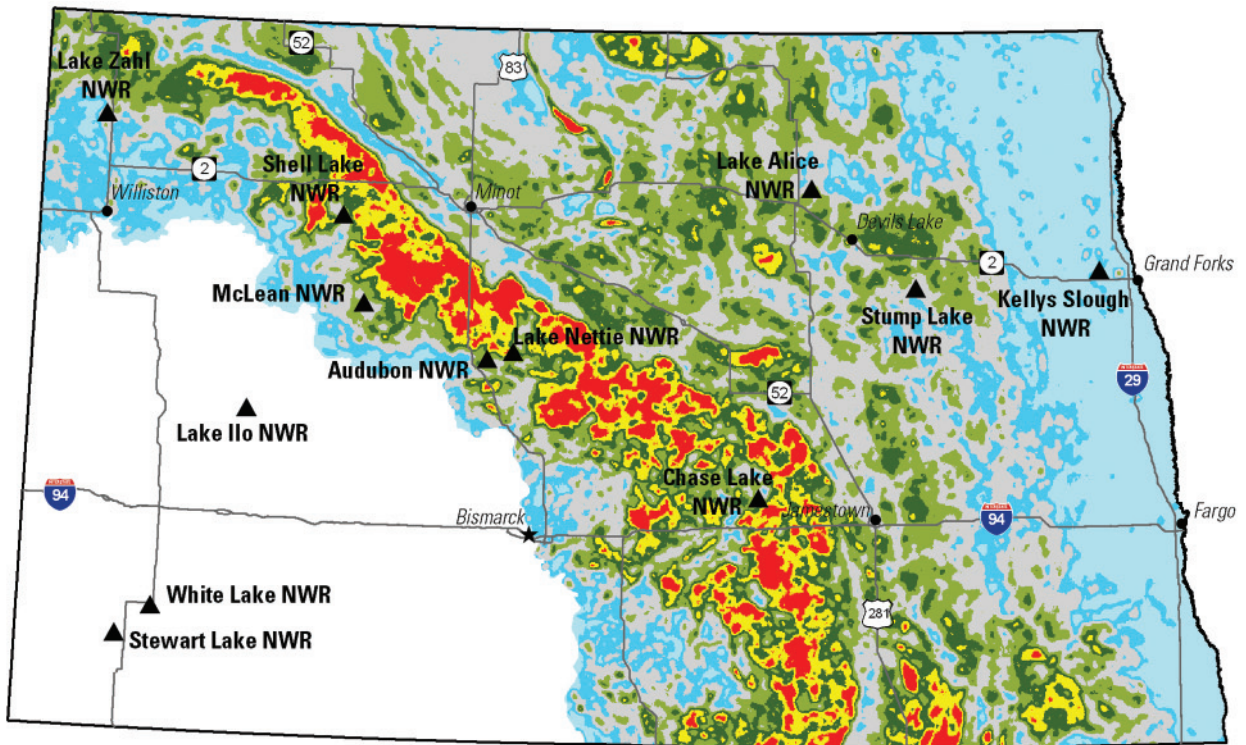 52
83
Lake Zahl
NWR
2
Shell Lake
NWR
Lake Alice
NWR
Williston
Minot
Devils Lake
2
Grand Forks
McLean NWR
Kellys Slough
NWR
Stump Lake
NWR
Lake Nettie NWR
Audubon NWR
29
52
Lake Ilo NWR
Chase Lake
NWR
94
Bismarck
Jamestown
94
Fargo
White Lake NWR
281
Stewart Lake NWR